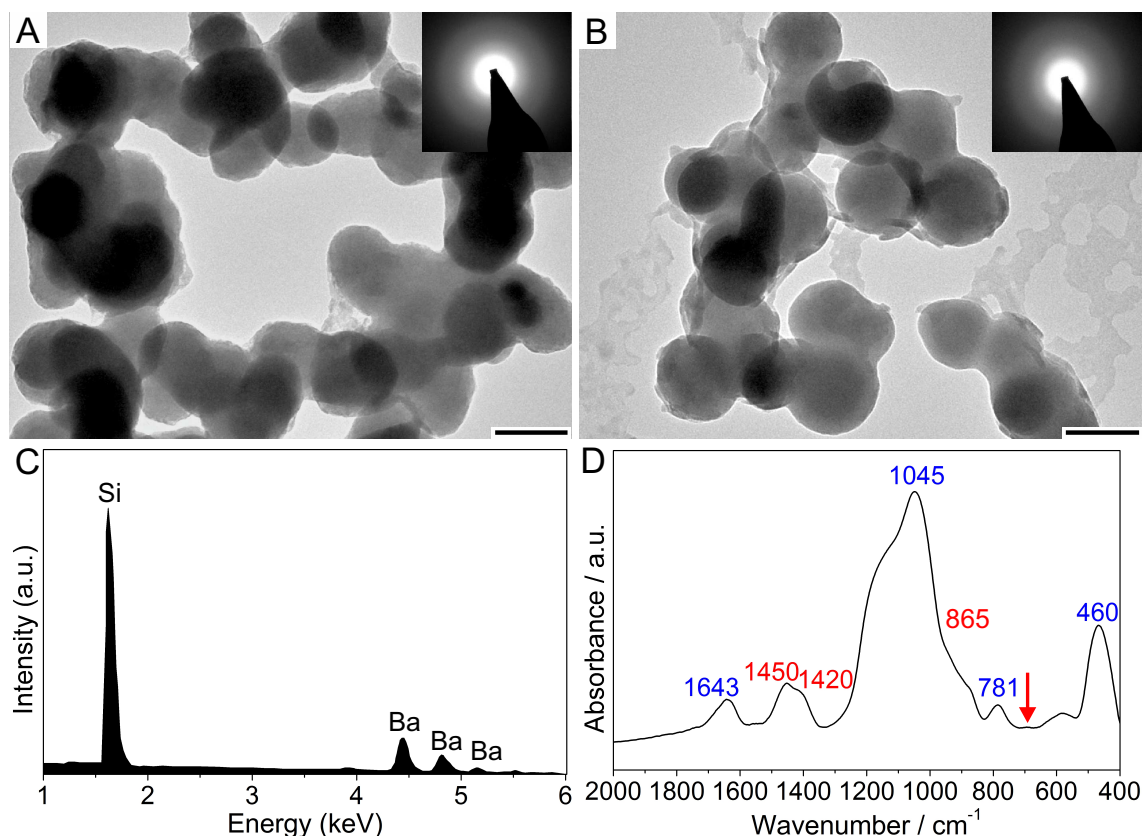 A
B
C
Si
Ba
Ba
Ba
Intensity (a.u.)
1 2 3 4 5 6
Energy (keV)
D
1045
865
460
1450
1420
1643
781
Absorbance / a.u.
2000 1800 1600 1400 1200 1000 800 600 400
Wavenumber / cm⁻¹